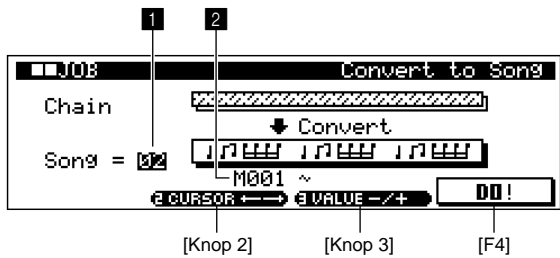 1 2
■■JOB Convert to Song
Chain
Convert
Song = 02
M001 ~
2 CURSOR ←→ 3 VALUE -/+ DO!
[Knop 2] [Knop 3] [F4]